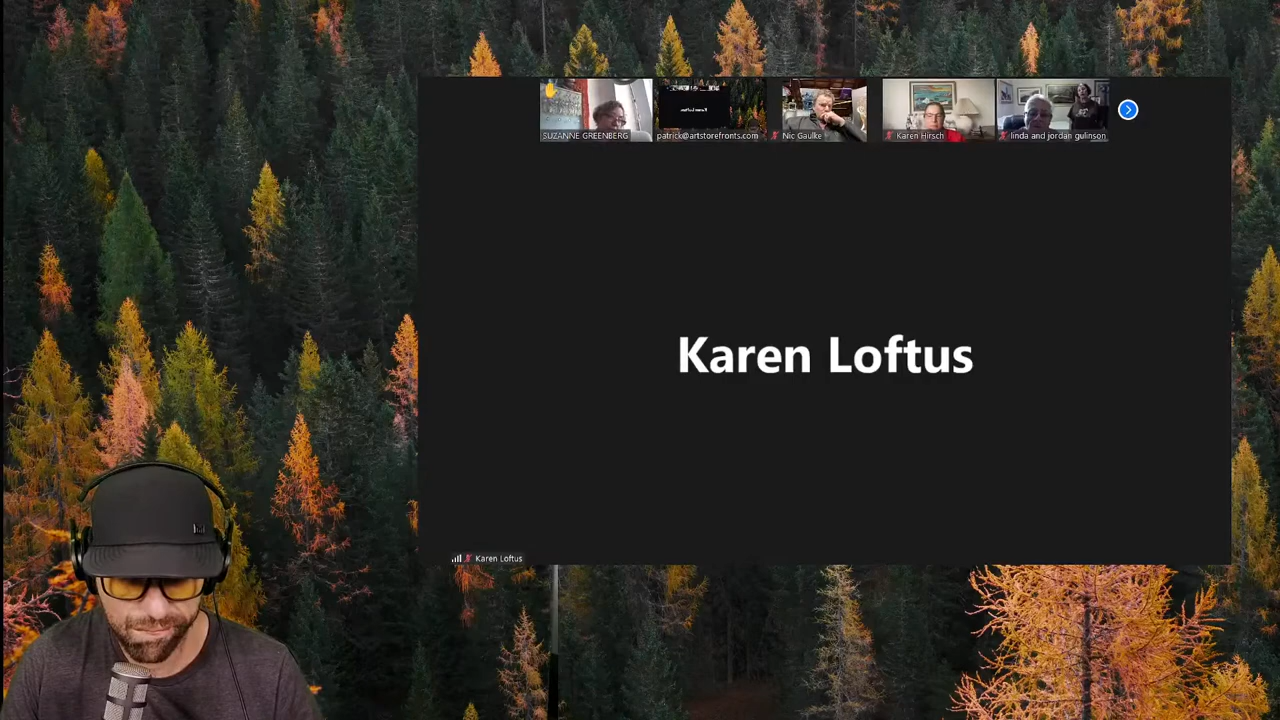 SUZANNE GREENBERG
patrick@artstorefronts.com
Nic Gaulke
Karen Hirsch
linda and jordan gulinson
Karen Loftus
Karen Loftus